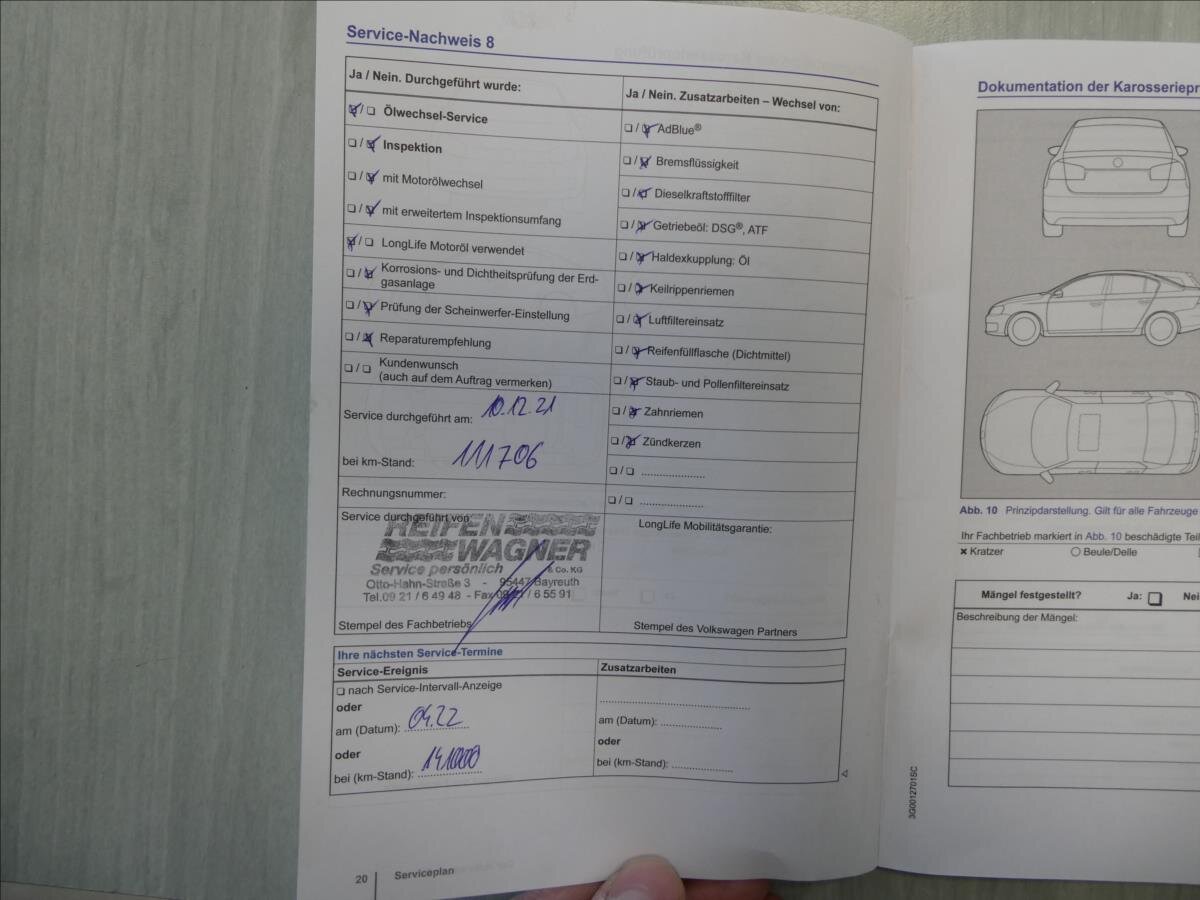 Service-Nachweis 8
Ja / Nein. Durchgeführt wurde:
Ölwechsel-Service
Inspektion
mit Motorölwechsel
mit erweitertem Inspektionsumfang
LongLife Motoröl verwendet
Korrosions- und Dichtheitsprüfung der Erd-
gasanlage
Prüfung der Scheinwerfer-Einstellung
Reparaturempfehlung
Kundenwunsch
(auch auf dem Auftrag vermerken)
Service durchgeführt am: 10.12.21
bei km-Stand: 111706
Rechnungsnummer:
Service durchgeführt von
REIFEN
WAGNER
Service persönlich & Co. KG
Otto-Hahn-Straße 3 - 95447 Bayreuth
Tel.09 21 / 6 49 48 - Fax 09 21 / 6 55 91
Stempel des Fachbetriebs
Ja / Nein. Zusatzarbeiten – Wechsel von:
AdBlue®
Bremsflüssigkeit
Dieselkraftstofffilter
Getriebeöl: DSG®, ATF
Haldexkupplung: Öl
Keilrippenriemen
Luftfiltereinsatz
Reifenfüllflasche (Dichtmittel)
Staub- und Pollenfiltereinsatz
Zahnriemen
Zündkerzen
LongLife Mobilitätsgarantie:
Stempel des Volkswagen Partners
Ihre nächsten Service-Termine
Service-Ereignis
nach Service-Intervall-Anzeige
oder
am (Datum): 04.22
oder
bei (km-Stand): 141000
Zusatzarbeiten
am (Datum):
oder
bei (km-Stand):
20 Serviceplan
Dokumentation der Karosseriepr
Abb. 10 Prinzipdarstellung. Gilt für alle Fahrzeuge
Ihr Fachbetrieb markiert in Abb. 10 beschädigte Teil
Kratzer Beule/Delle
Mängel festgestellt? Ja: Nei
Beschreibung der Mängel:
3G0012701SC